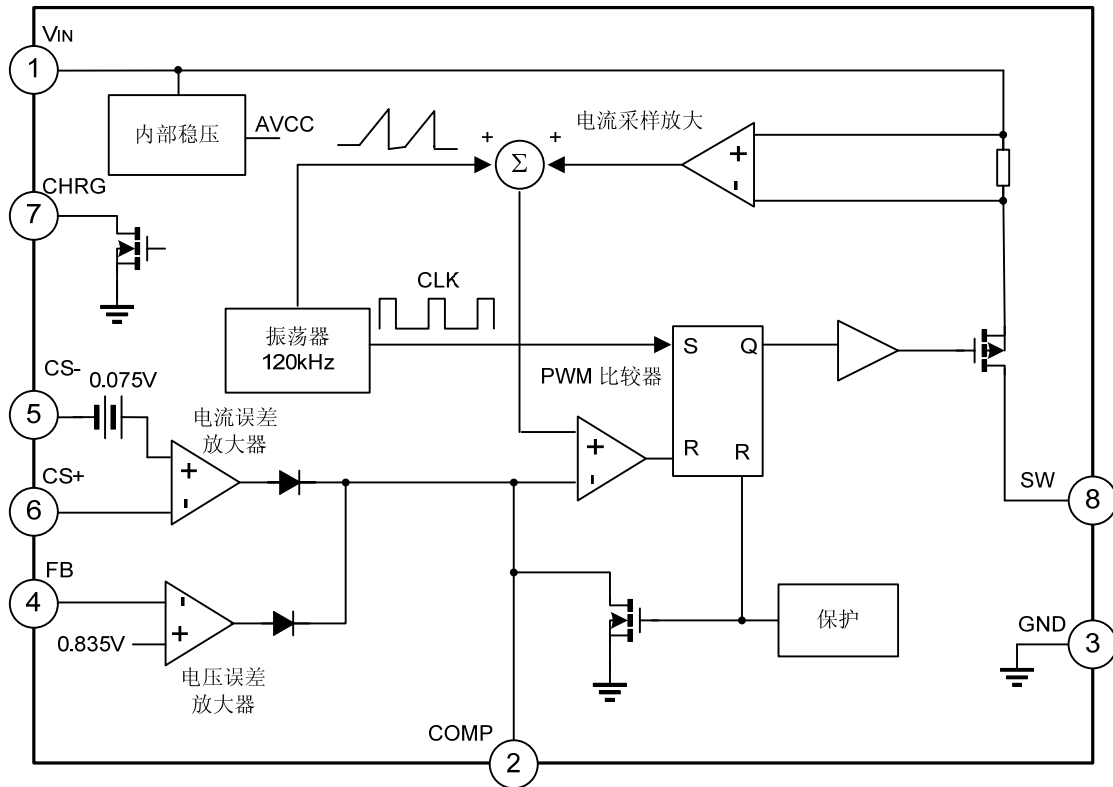 VIN
1
内部稳压
AVCC
+
+
Σ
电流采样放大
+
-
CHRG
7
CLK
振荡器
120kHz
S
Q
R
R
PWM 比较器
CS-
0.075V
5
电流误差
放大器
+
-
+
-
CS+
6
SW
8
FB
4
-
+
0.835V
电压误差
放大器
保护
GND
3
COMP
2